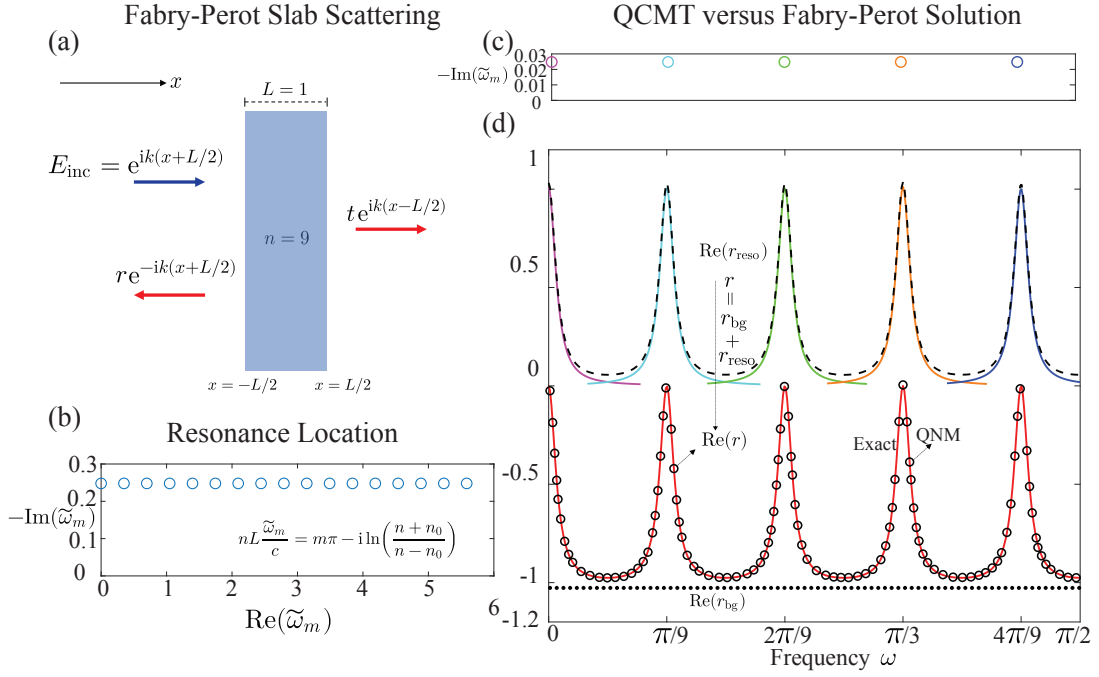 Fabry-Perot Slab Scattering
(a)
x
L = 1
E_inc = e^{ik(x+L/2)}
n = 9
t e^{ik(x−L/2)}
r e^{−ik(x+L/2)}
x = −L/2
x = L/2
(b)
Resonance Location
0.3
0.2
0.1
0
−Im(ω̃_m)
nL ω̃_m/c = mπ − i ln((n + n_0)/(n − n_0))
0 1 2 3 4 5 6
Re(ω̃_m)
QCMT versus Fabry-Perot Solution
(c)
0.03
0.02
0.01
0
−Im(ω̃_m)
(d)
1
0.5
0
-0.5
-1
-1.2
Re(r_reso)
r
=
r_bg
+
r_reso
Re(r)
Exact
QNM
Re(r_bg)
0 π/9 2π/9 π/3 4π/9 π/2
Frequency ω